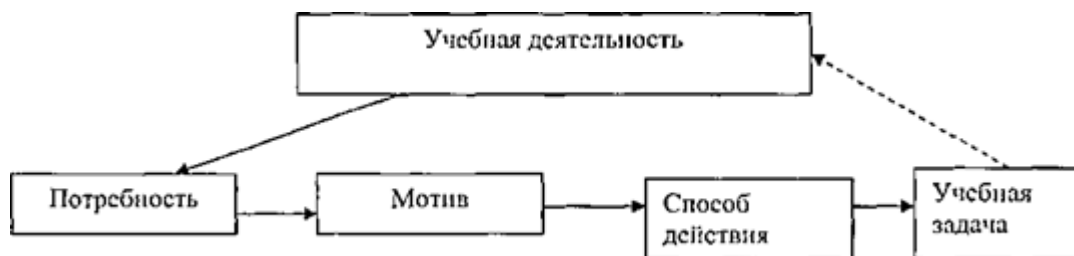 Учебная деятельность
Потребность
Мотив
Способ
действия
Учебная
задача